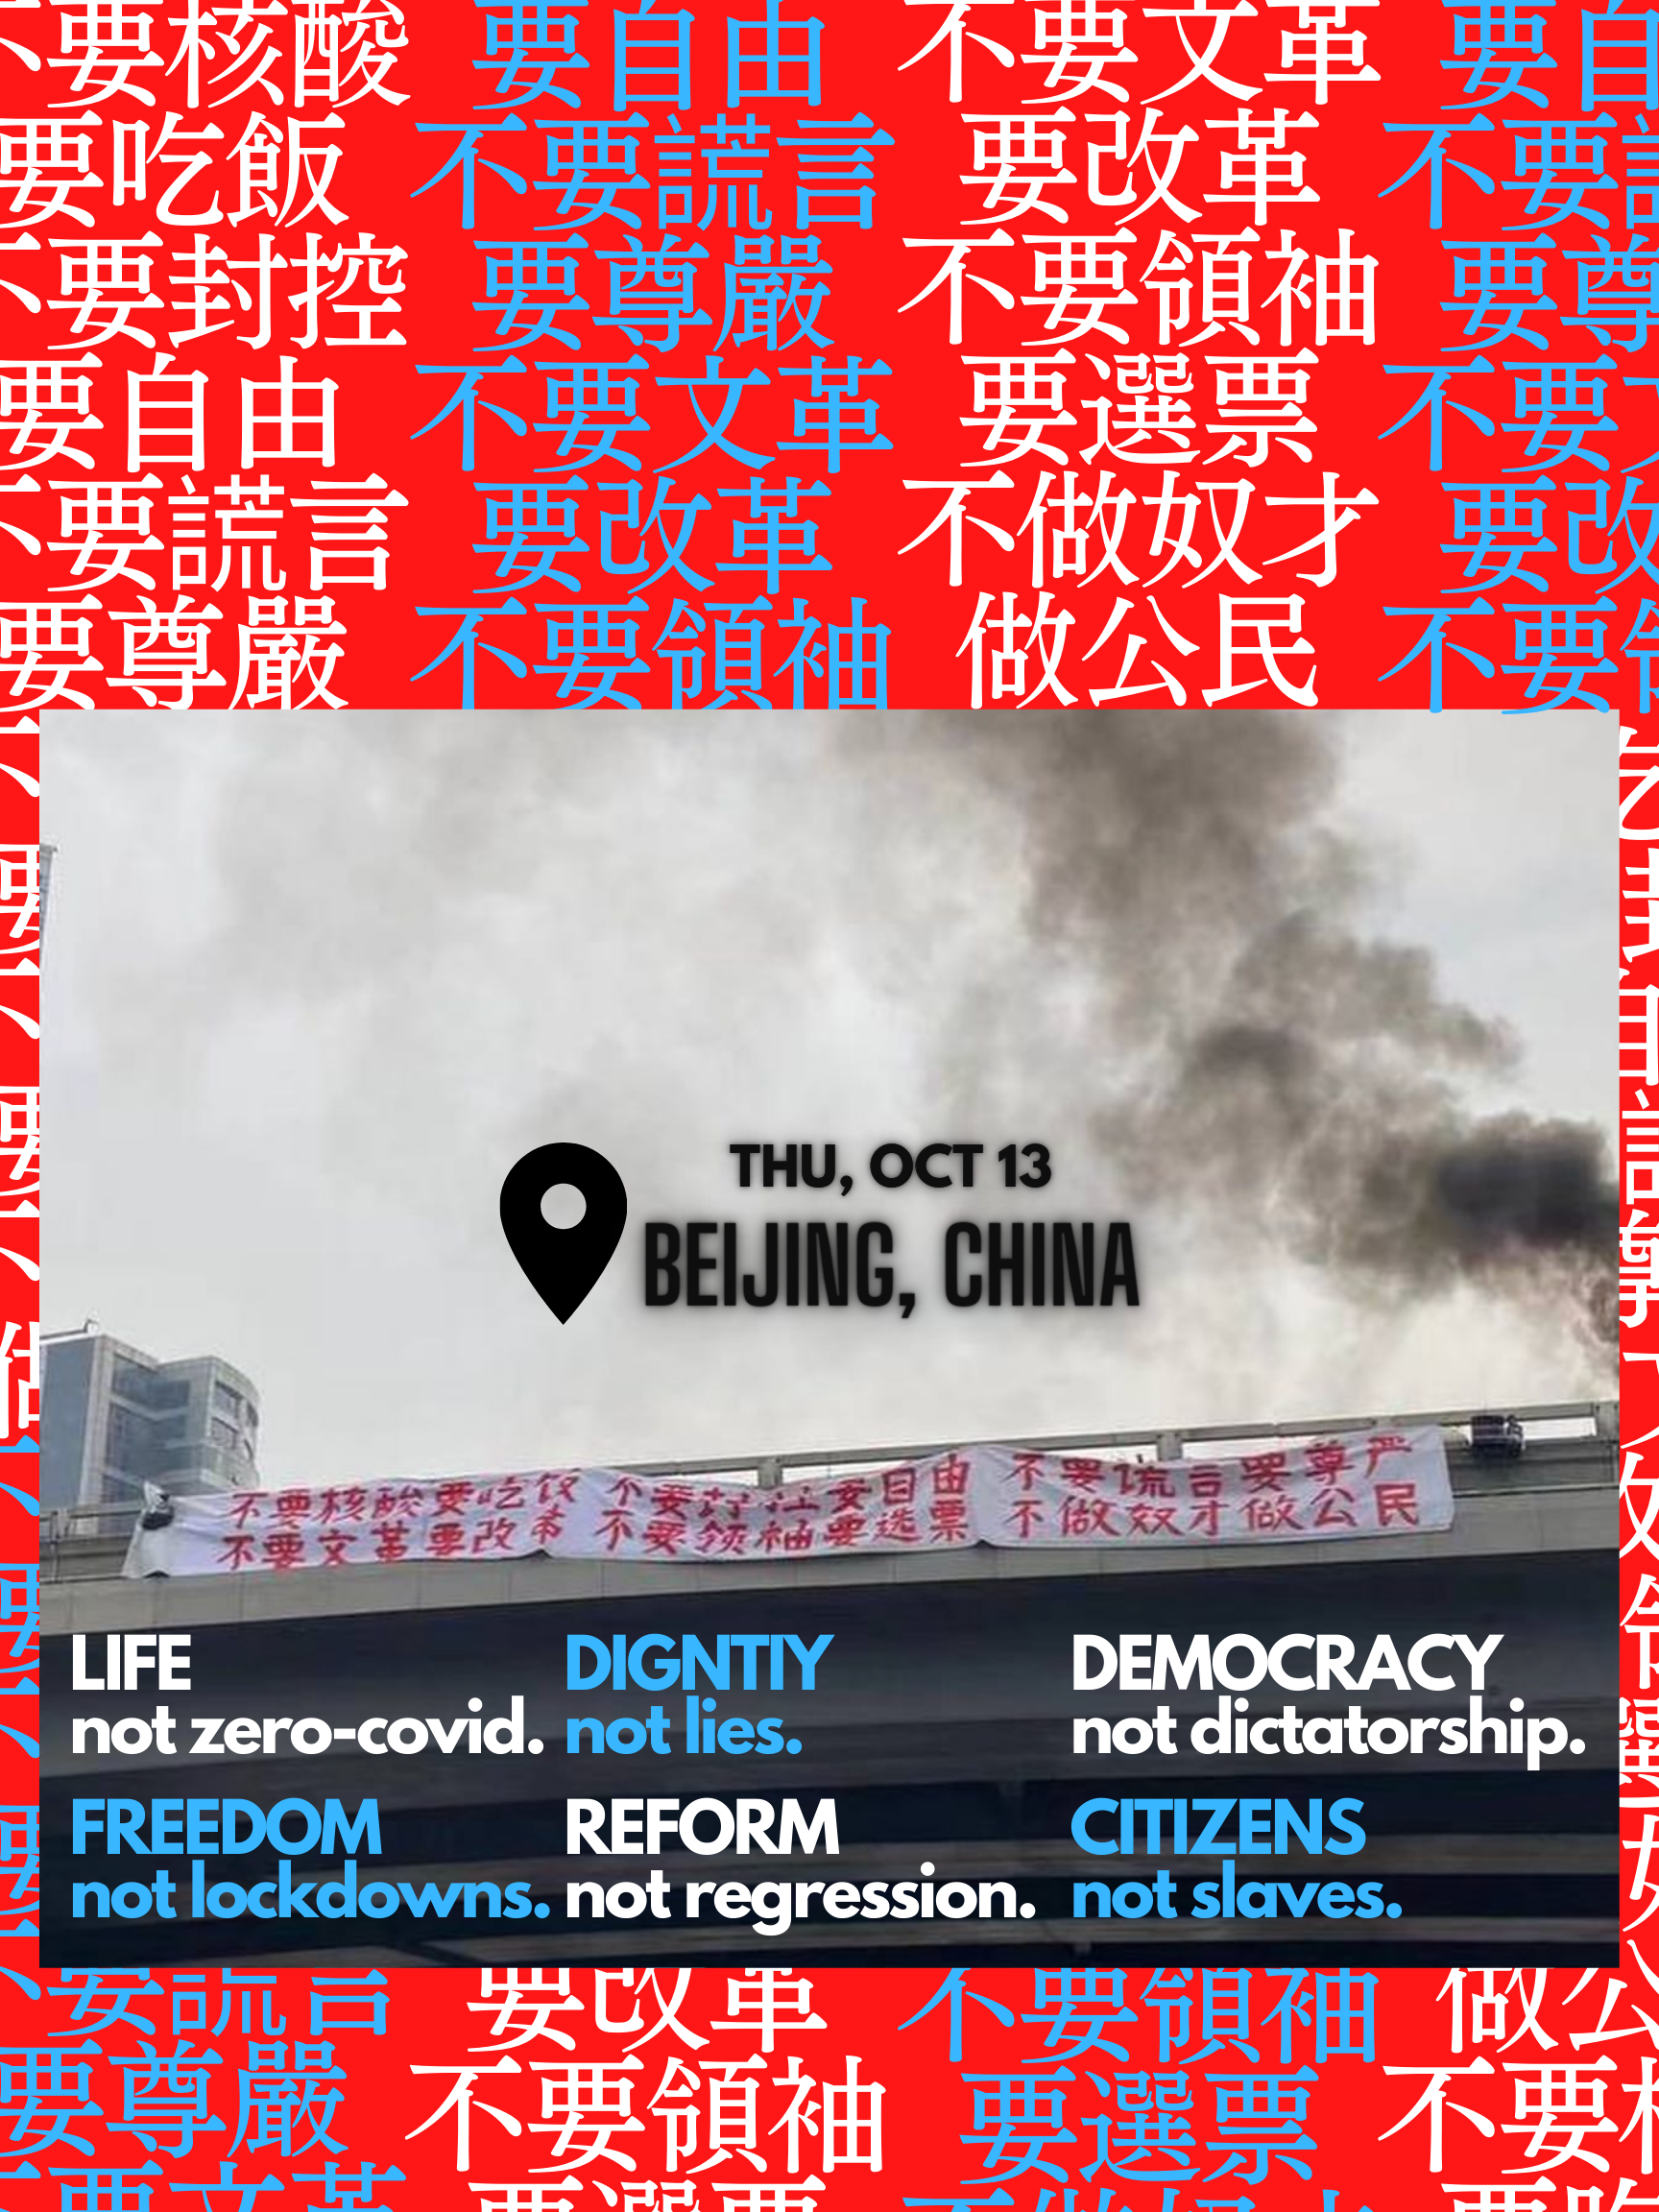 不要核酸 要自由 不要文革 要自
要吃飯 不要謊言 要改革 不要
不要封控 要尊嚴 不要領袖 要尊
要自由 不要文革 要選票 不要
不要謊言 要改革 不做奴才 要改
要尊嚴 不要領袖 做公民 不要
THU, OCT 13
BEIJING, CHINA
不要核酸要吃饭 不要封控要自由 不要谎言要尊严
不要文革要改革 不要领袖要选票 不做奴才做公民
LIFE
not zero-covid.
DIGNTIY
not lies.
DEMOCRACY
not dictatorship.
FREEDOM
not lockdowns.
REFORM
not regression.
CITIZENS
not slaves.
要謊言 要改革 不要領袖 做公
要尊嚴 不要領袖 要選票 不要